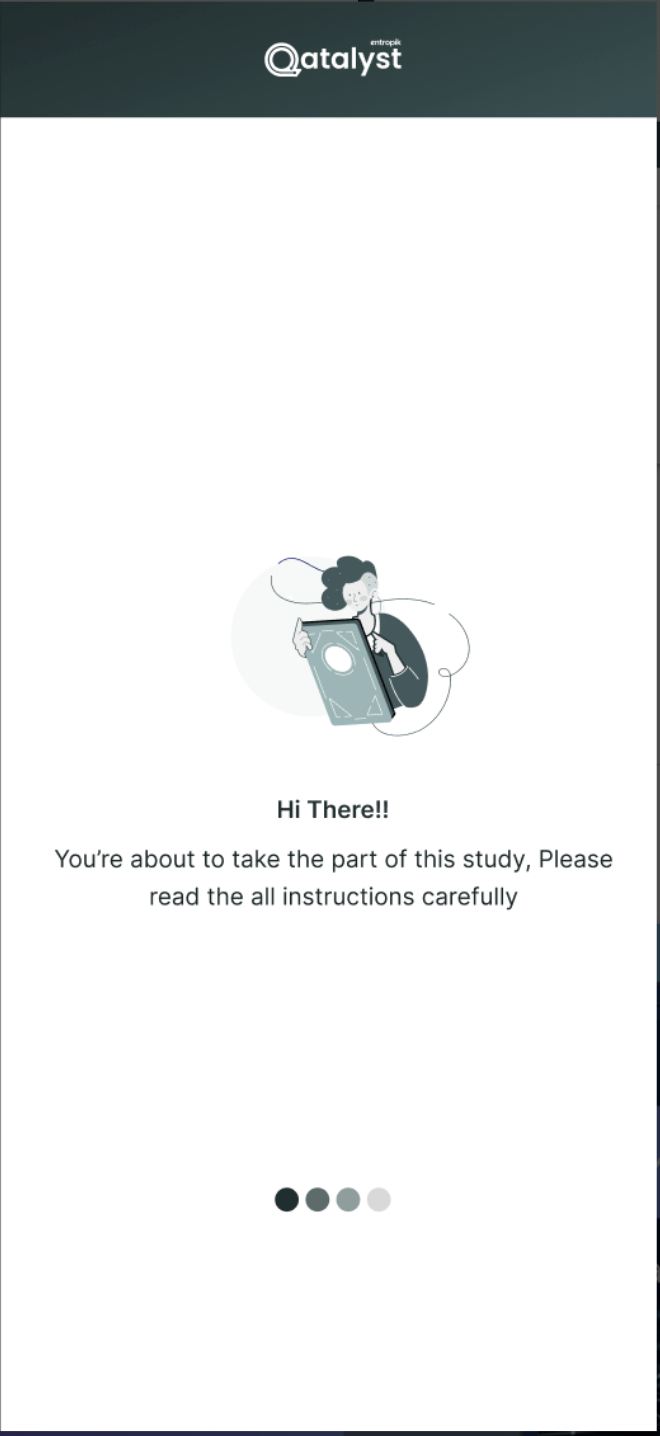 entropik
Qatalyst
Hi There!!
You’re about to take the part of this study, Please
read the all instructions carefully